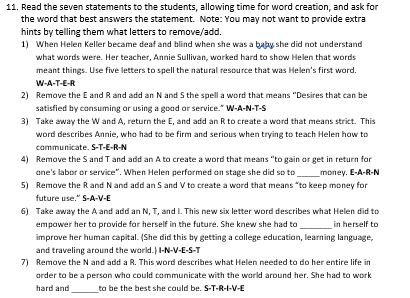 11. Read the seven statements to the students, allowing time for word creation, and ask for
the word that best answers the statement. Note: You may not want to provide extra
hints by telling them what letters to remove/add.
1) When Helen Keller became deaf and blind when she was a baby she did not understand
what words were. Her teacher, Annie Sullivan, worked hard to show Helen that words
meant things. Use five letters to spell the natural resource that was Helen's first word.
W-A-T-E-R
2) Remove the E and R and add an N and S the spell a word that means "Desires that can be
satisfied by consuming or using a good or service." W-A-N-T-S
3) Take away the W and A, return the E, and add an R to create a word that means strict. This
word describes Annie, who had to be firm and serious when trying to teach Helen how to
communicate. S-T-E-R-N
4) Remove the S and T and add an A to create a word that means "to gain or get in return for
one's labor or service". When Helen performed on stage she did so to _____money. E-A-R-N
5) Remove the R and N and add an S and V to create a word that means "to keep money for
future use." S-A-V-E
6) Take away the A and add an N, T, and I. This new six letter word describes what Helen did to
empower her to provide for herself in the future. She knew she had to _______ in herself to
improve her human capital. (She did this by getting a college education, learning language,
and traveling around the world.) I-N-V-E-S-T
7) Remove the N and add a R. This word describes what Helen needed to do her entire life in
order to be a person who could communicate with the world around her. She had to work
hard and ______to be the best she could be. S-T-R-I-V-E